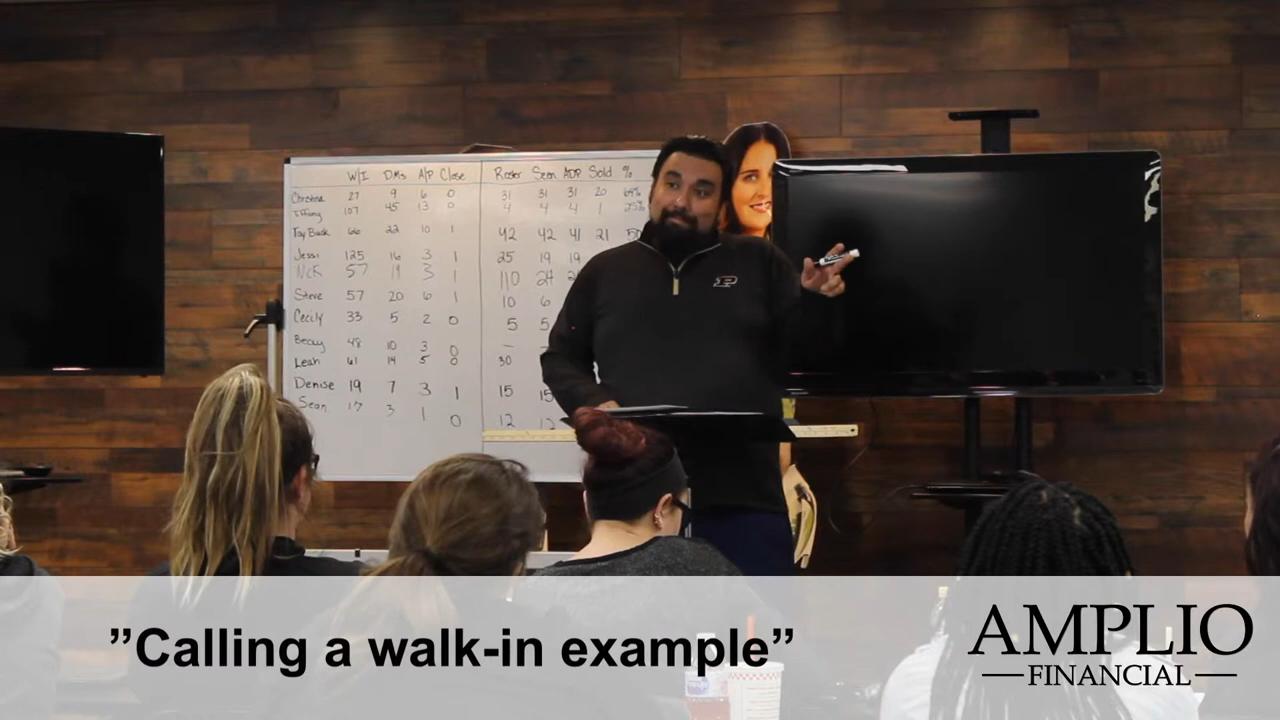 W/I DMs A/P Close Roster Seen ADP Sold %
Christina 27 9 6 0 31 31 31 20 64%
Tiffany 107 45 13 0 4 4 4 1 25%
Tay Buck 66 22 10 1 42 42 41 21 50
Jessi 125 16 3 1 25 19 19
Nick 57 19 3 1 110 24
Steve 57 20 6 1 10 6
Cecily 33 5 2 0 5 5
Becky 48 10 3 0 –
Leah 61 14 5 0 30
Denise 19 7 3 1 15 15
Sean 17 3 1 0 12 12
”Calling a walk-in example”
AMPLIO
FINANCIAL